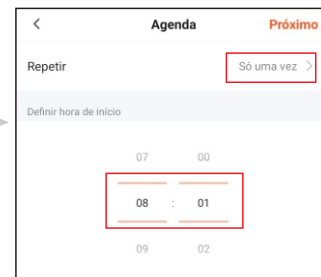 Agenda Próximo
Repetir Só uma vez
Definir hora de início
07 00
08 : 01
09 02